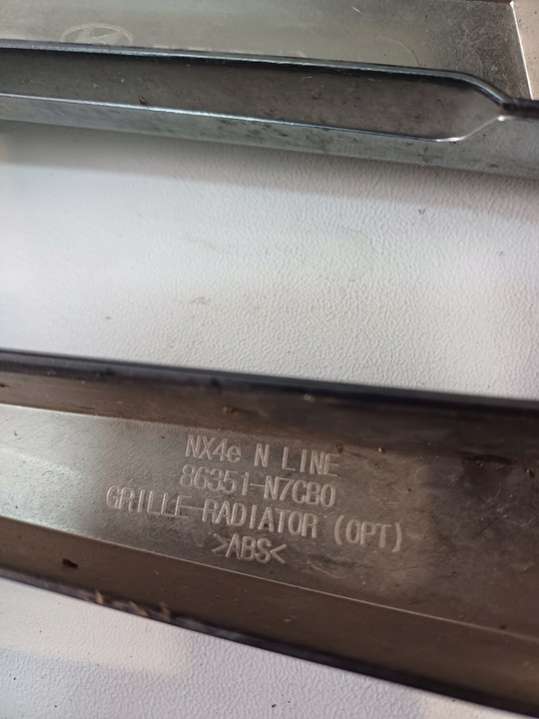 NX4e N LINE
86351-N7CB0
GRILLE-RADIATOR (OPT)
>ABS<